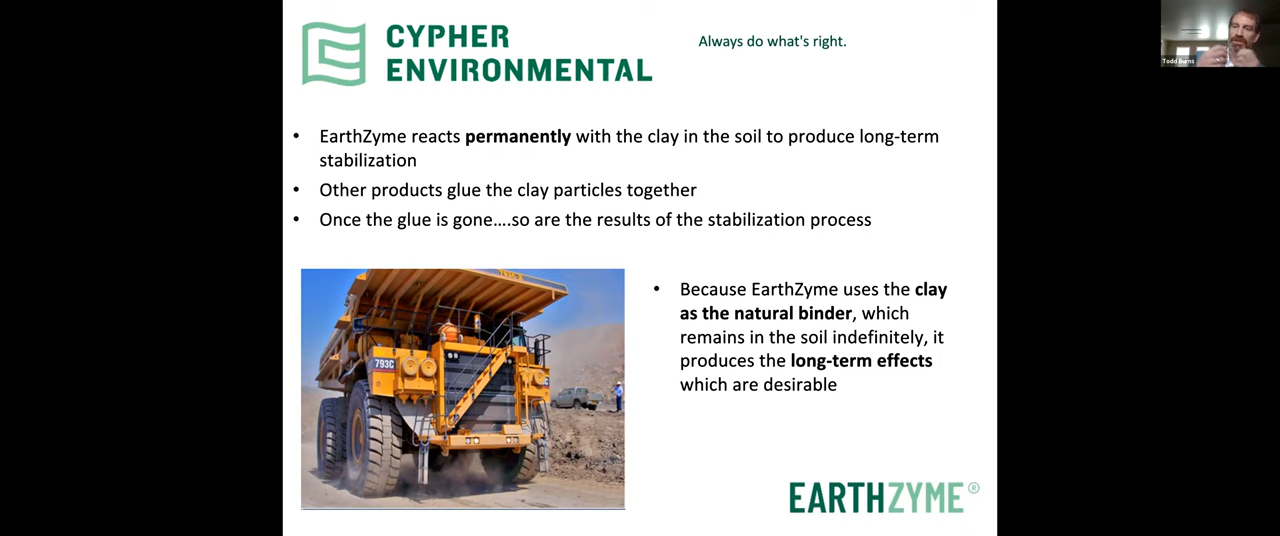 CYPHER
ENVIRONMENTAL
Always do what's right.
Todd Burns
• EarthZyme reacts permanently with the clay in the soil to produce long-term
stabilization
• Other products glue the clay particles together
• Once the glue is gone....so are the results of the stabilization process
793C
• Because EarthZyme uses the clay
as the natural binder, which
remains in the soil indefinitely, it
produces the long-term effects
which are desirable
EARTHZYME®